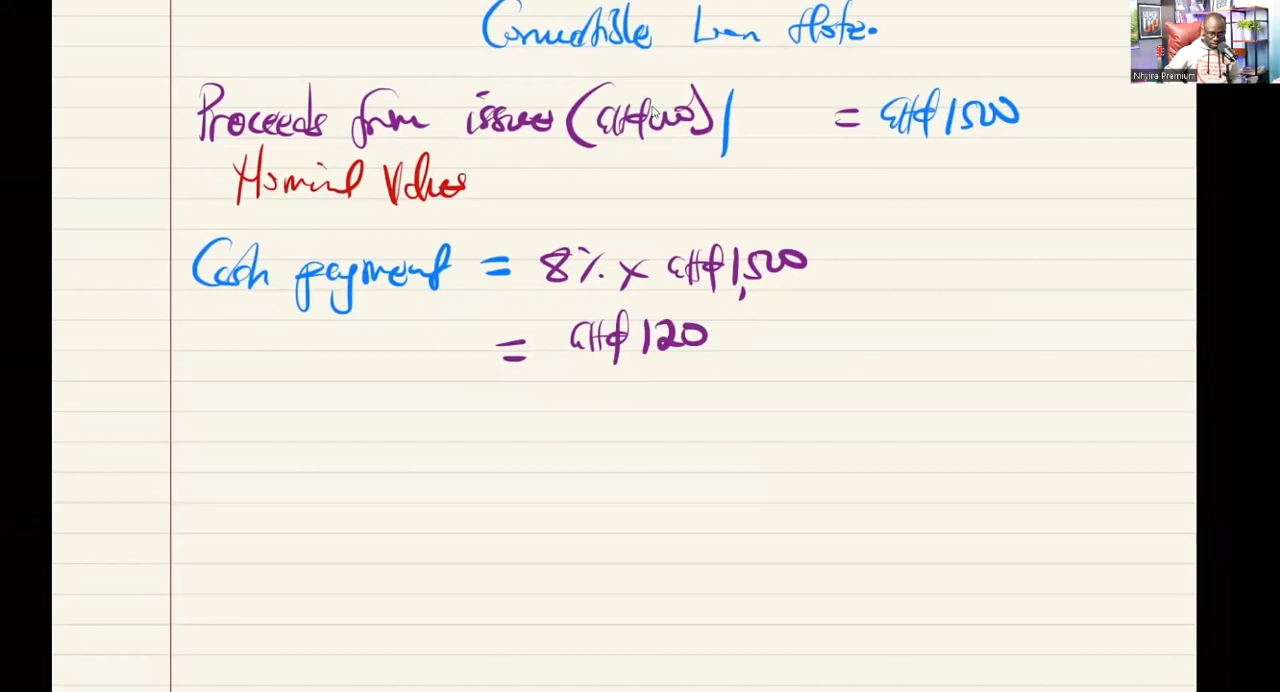 Convertible Loan Note.
Nhyira Premium
Proceeds from issue (GH¢000) / = GH¢1500
Nominal Value
Cash payment = 8% x GH¢1,500
= GH¢120